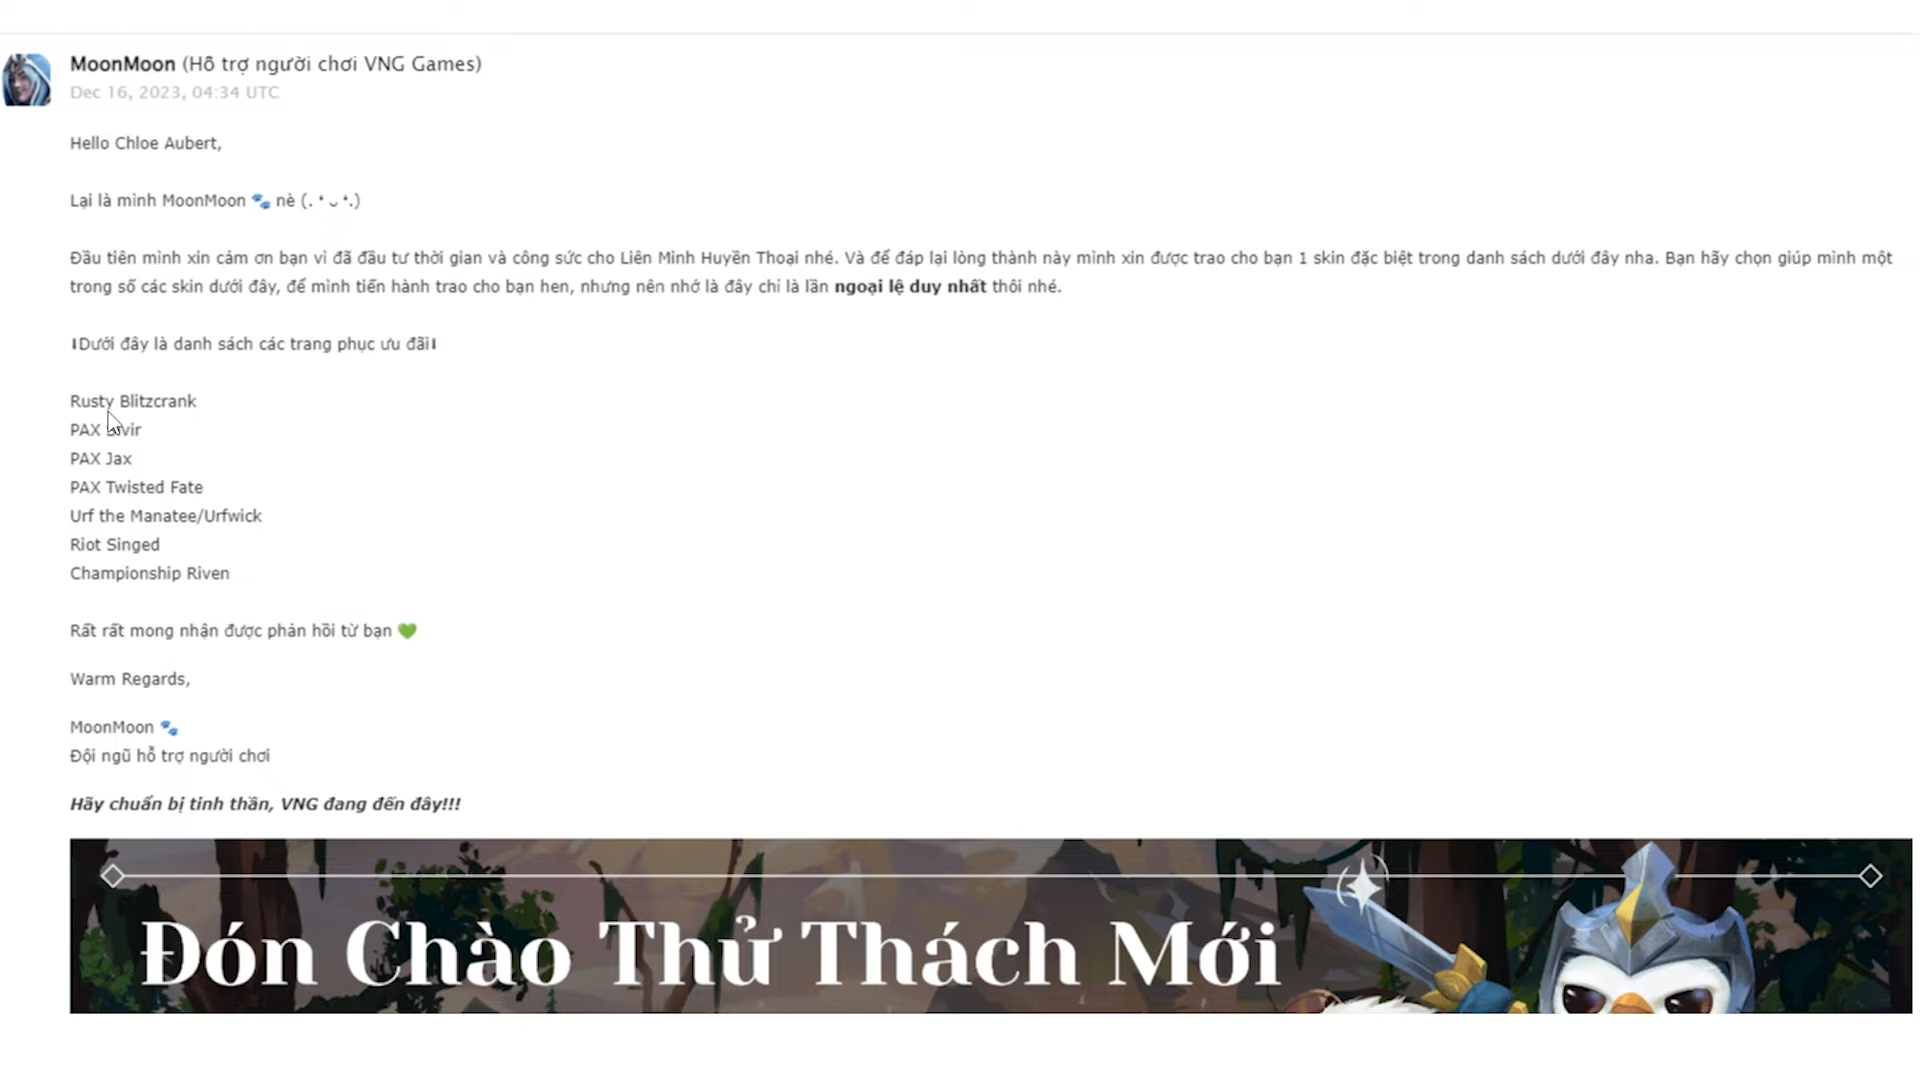 MoonMoon (Hỗ trợ người chơi VNG Games)
Dec 16, 2023, 04:34 UTC
Hello Chloe Aubert,
Lại là mình MoonMoon 🐾 nè (. ❛ ᴗ ❛.)
Đầu tiên mình xin cảm ơn bạn vì đã đầu tư thời gian và công sức cho Liên Minh Huyền Thoại nhé. Và để đáp lại lòng thành này mình xin được trao cho bạn 1 skin đặc biệt trong danh sách dưới đây nha. Bạn hãy chọn giúp mình một
trong số các skin dưới đây, để mình tiến hành trao cho bạn hen, nhưng nên nhớ là đây chỉ là lần ngoại lệ duy nhất thôi nhé.
⬇Dưới đây là danh sách các trang phục ưu đãi⬇
Rusty Blitzcrank
PAX
PAX Jax
PAX Twisted Fate
Urf the Manatee/Urfwick
Riot Singed
Championship Riven
Rất rất mong nhận được phản hồi từ bạn 💚
Warm Regards,
MoonMoon 🐾
Đội ngũ hỗ trợ người chơi
Hãy chuẩn bị tinh thần, VNG đang đến đây!!!
Đón Chào Thử Thách Mới